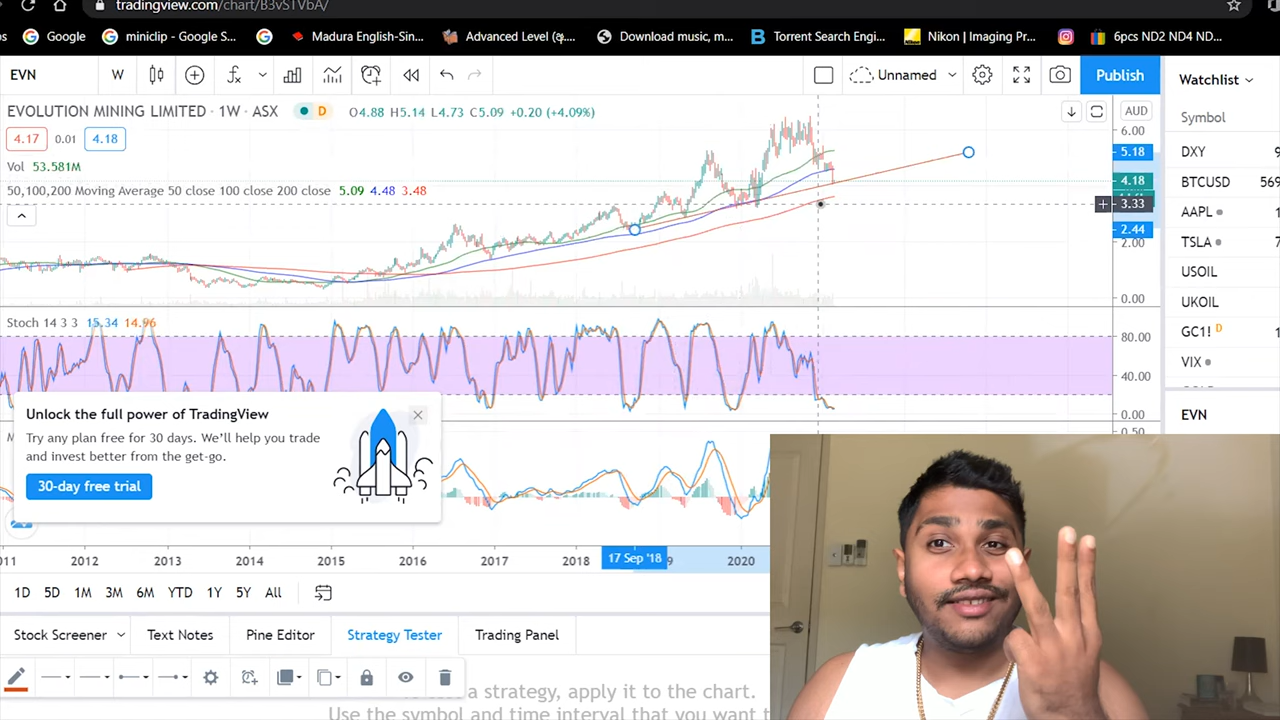 tradingview.com/chart/B3vSTVbA/
Google miniclip - Google S... Madura English-Sin... Advanced Level (අ.... Download music, m... Torrent Search Engi... Nikon | Imaging Pr... 6pcs ND2 ND4 ND...
EVN W Unnamed Publish Watchlist
EVOLUTION MINING LIMITED · 1W · ASX D O4.88 H5.14 L4.73 C5.09 +0.20 (+4.09%) AUD Symbol
4.17 0.01 4.18 6.00
5.18 DXY 9
Vol 53.581M
4.18 BTCUSD 569
50,100,200 Moving Average 50 close 100 close 200 close 5.09 4.48 3.48
3.33 AAPL 1
2.44
2.00 TSLA 7
USOIL
0.00 UKOIL
Stoch 14 3 3 15.34 14.96
80.00 GC1! D 1
VIX
40.00
0.00 EVN
0.50
Unlock the full power of TradingView
Try any plan free for 30 days. We'll help you trade
and invest better from the get-go.
30-day free trial
2011 2012 2013 2014 2015 2016 2017 2018 17 Sep '18 2020
1D 5D 1M 3M 6M YTD 1Y 5Y All
Stock Screener Text Notes Pine Editor Strategy Tester Trading Panel
a strategy, apply it to the chart.
Use the symbol and time interval that you want